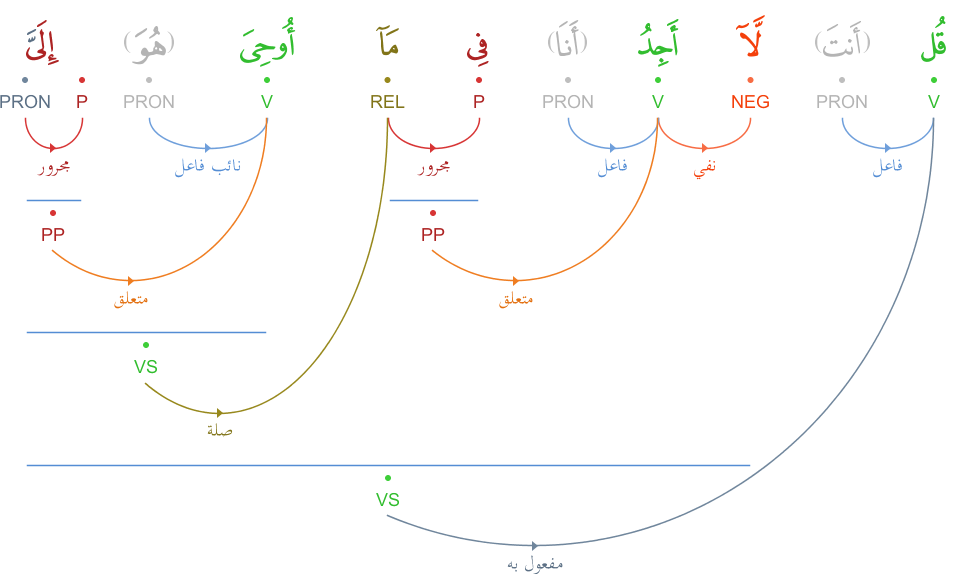 قُل (أَنتَ) لَّآ أَجِدُ (أَنَا) فِى مَآ أُوحِىَ (هُوَ) إِلَىَّ
V PRON NEG V PRON P REL V PRON P PRON
فاعل نفي فاعل مجرور نائب فاعل مجرور
PP PP
متعلق متعلق
VS
صلة
VS
مفعول به